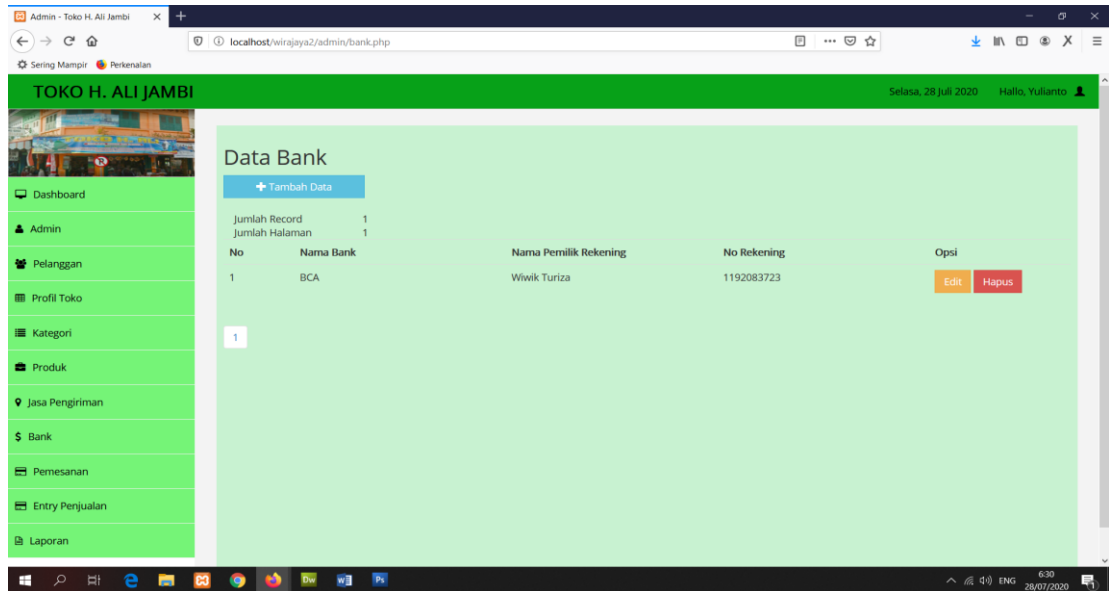 Admin - Toko H. Ali Jambi
localhost/wirajaya2/admin/bank.php
Sering Mampir Perkenalan
TOKO H. ALI JAMBI
Selasa, 28 Juli 2020 Hallo, Yulianto
Dashboard
Admin
Pelanggan
Profil Toko
Kategori
Produk
Jasa Pengiriman
Bank
Pemesanan
Entry Penjualan
Laporan
Data Bank
+ Tambah Data
Jumlah Record 1
Jumlah Halaman 1
No Nama Bank Nama Pemilik Rekening No Rekening Opsi
1 BCA Wiwik Turiza 1192083723 Edit Hapus
1
Dw Ps
ENG
6:30
28/07/2020